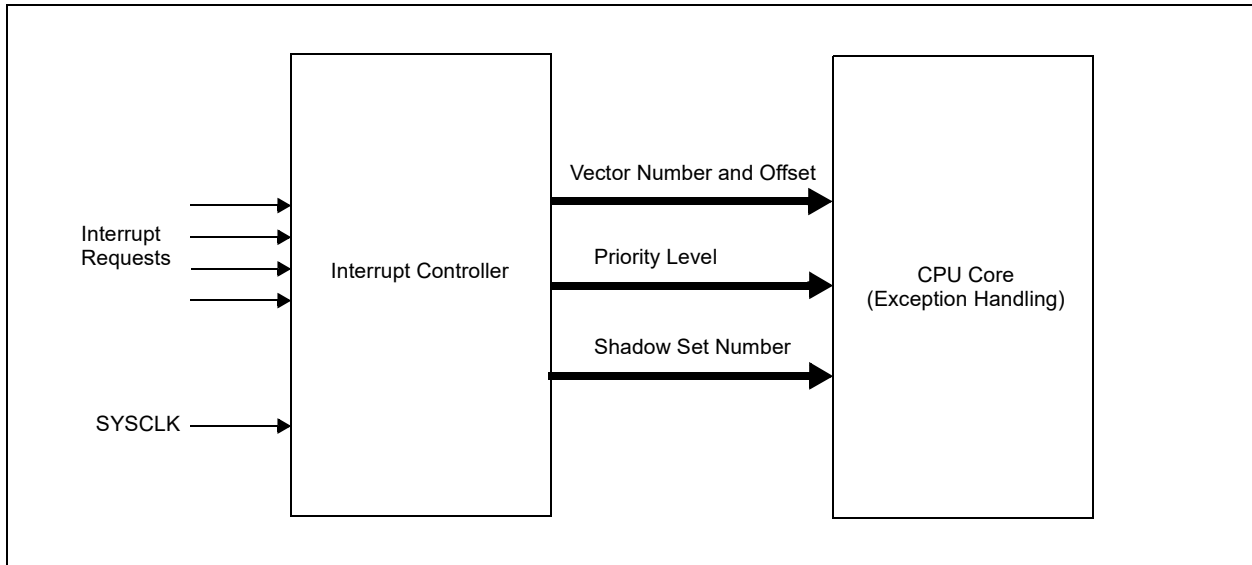 Interrupt
Requests
SYSCLK
Interrupt Controller
Vector Number and Offset
Priority Level
Shadow Set Number
CPU Core
(Exception Handling)